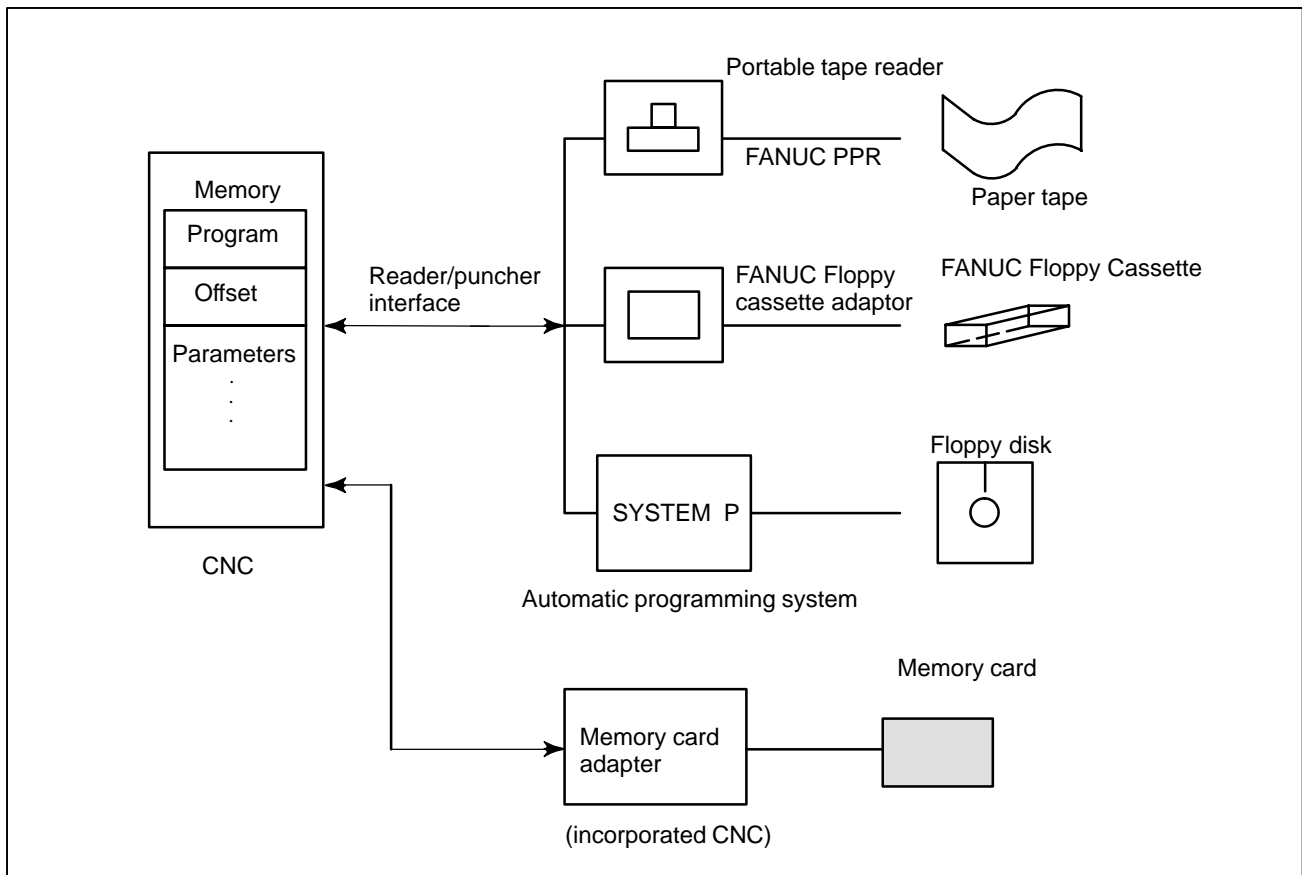 Portable tape reader
FANUC PPR
Paper tape
Memory
Program
Offset
Parameters
.
.
.
CNC
Reader/puncher
interface
FANUC Floppy
cassette adaptor
FANUC Floppy Cassette
SYSTEM P
Floppy disk
Automatic programming system
Memory card
adapter
(incorporated CNC)
Memory card